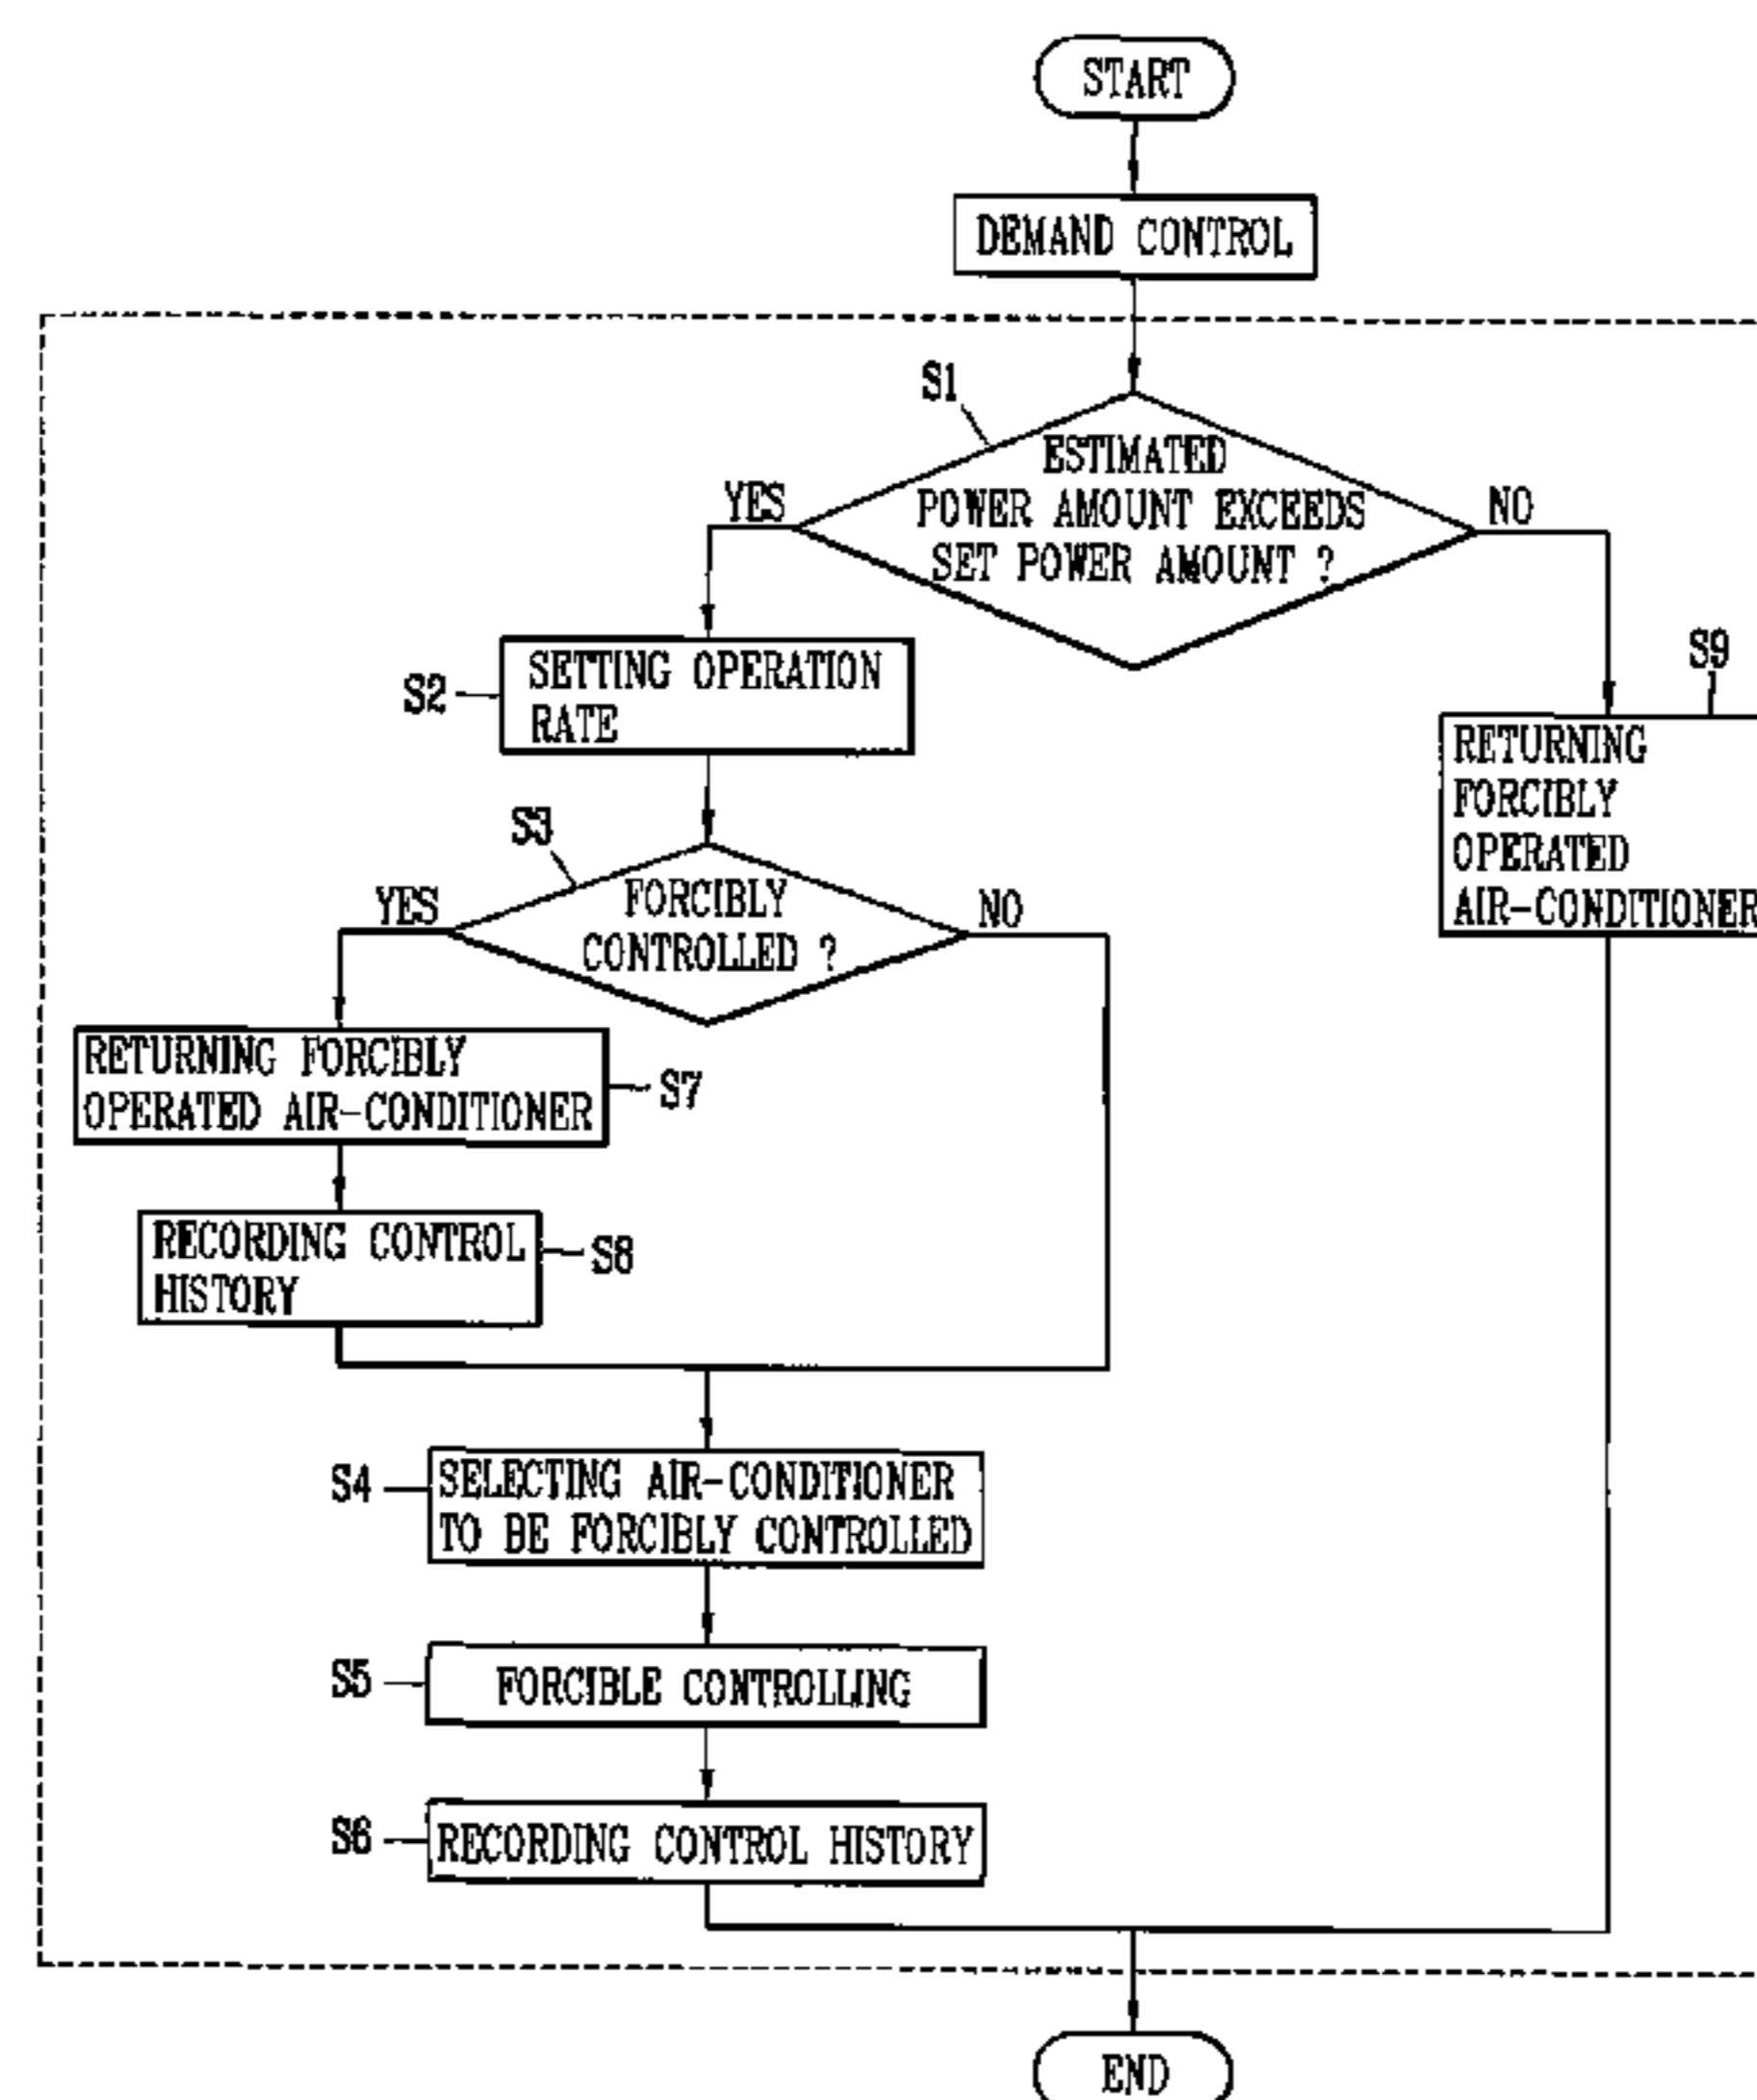 START
DEMAND CONTROL
S1
ESTIMATED
POWER AMOUNT EXCEEDS
SET POWER AMOUNT ?
YES
NO
S2
SETTING OPERATION
RATE
S9
RETURNING
FORCIBLY
OPERATED
AIR-CONDITIONER
S3
FORCIBLY
CONTROLLED ?
YES
NO
RETURNING FORCIBLY
OPERATED AIR-CONDITIONER
S7
RECORDING CONTROL
HISTORY
S8
S4
SELECTING AIR-CONDITIONER
TO BE FORCIBLY CONTROLLED
S5
FORCIBLE CONTROLLING
S6
RECORDING CONTROL HISTORY
END